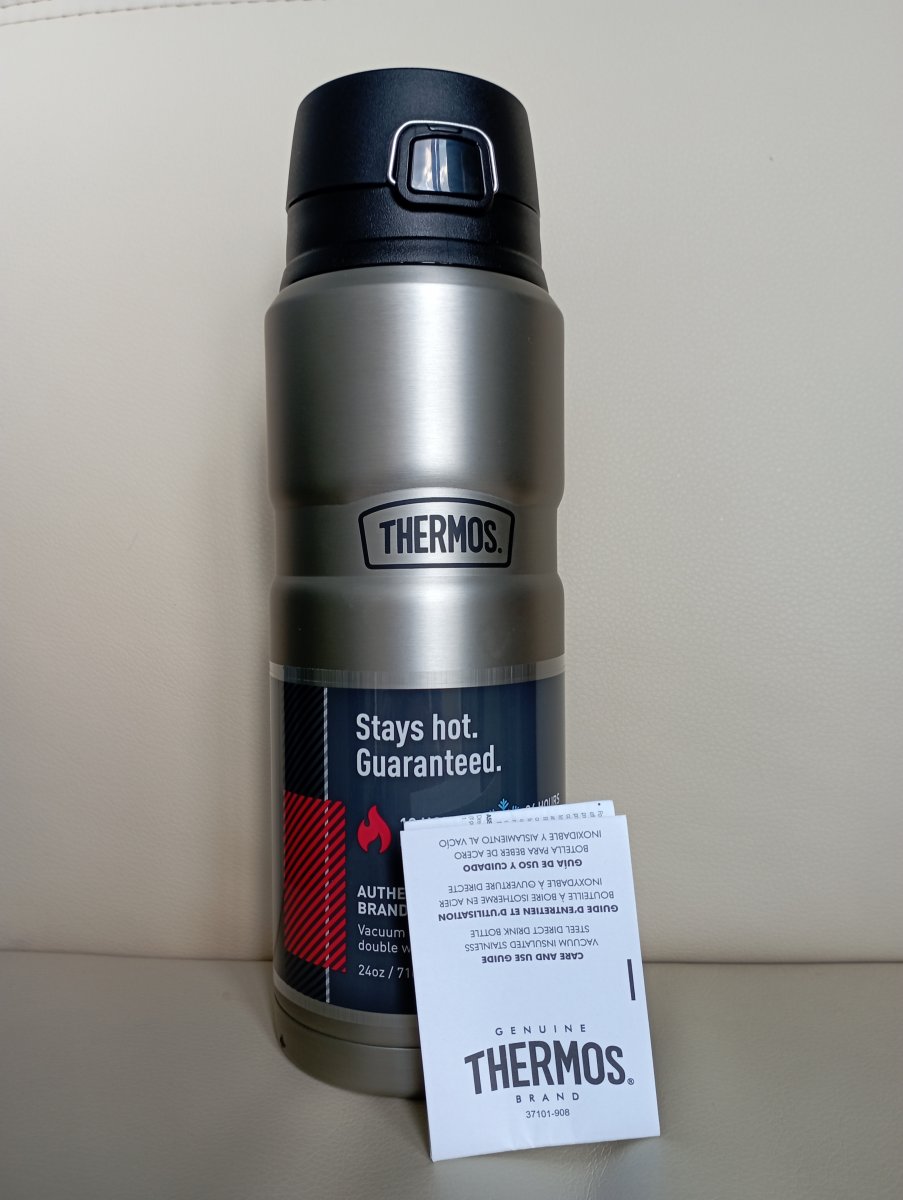 THERMOS®
Stays hot.
Guaranteed.
HOURS
AUTHE
BRAND
Vacuum
double w
24oz / 71
GENUINE
THERMOS®
BRAND
37101-908
CARE AND USE GUIDE
VACUUM INSULATED STAINLESS
STEEL DIRECT DRINK BOTTLE
GUIDE D'ENTRETIEN ET D'UTILISATION
BOUTEILLE À BOIRE ISOTHERME EN ACIER
INOXYDABLE À OUVERTURE DIRECTE
GUÍA DE USO Y CUIDADO
BOTELLA PARA BEBER DE ACERO
INOXIDABLE Y AISLAMIENTO AL VACÍO